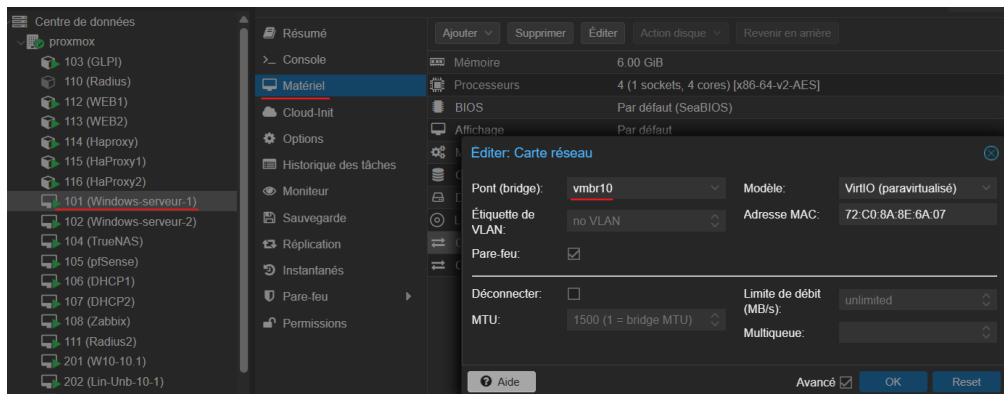 Centre de données
proxmox
103 (GLPI)
110 (Radius)
112 (WEB1)
113 (WEB2)
114 (Haproxy)
115 (HaProxy1)
116 (HaProxy2)
101 (Windows-serveur-1)
102 (Windows-serveur-2)
104 (TrueNAS)
105 (pfSense)
106 (DHCP1)
107 (DHCP2)
108 (Zabbix)
111 (Radius2)
201 (W10-10.1)
202 (Lin-Unb-10-1)
Résumé
>_ Console
Matériel
Cloud-Init
Options
Historique des tâches
Moniteur
Sauvegarde
Réplication
Instantanés
Pare-feu
Permissions
Ajouter Supprimer Éditer Action disque Revenir en arrière
Mémoire 6.00 GiB
Processeurs 4 (1 sockets, 4 cores) [x86-64-v2-AES]
BIOS Par défaut (SeaBIOS)
Affichage Par défaut
Éditer: Carte réseau
Pont (bridge): vmbr10 Modèle: VirtIO (paravirtualisé)
Étiquette de VLAN: no VLAN Adresse MAC: 72:C0:8A:8E:6A:07
Pare-feu:
Déconnecter: Limite de débit (MB/s): unlimited
MTU: 1500 (1 = bridge MTU) Multiqueue:
Aide Avancé OK Reset